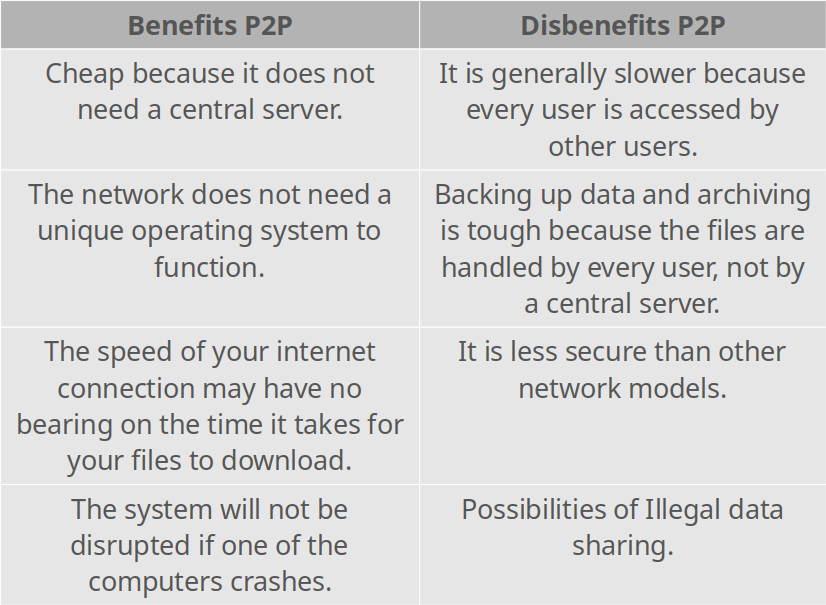 Benefits P2P
Disbenefits P2P
Cheap because it does not
need a central server.
It is generally slower because
every user is accessed by
other users.
The network does not need a
unique operating system to
function.
Backing up data and archiving
is tough because the files are
handled by every user, not by
a central server.
The speed of your internet
connection may have no
bearing on the time it takes for
your files to download.
It is less secure than other
network models.
The system will not be
disrupted if one of the
computers crashes.
Possibilities of Illegal data
sharing.